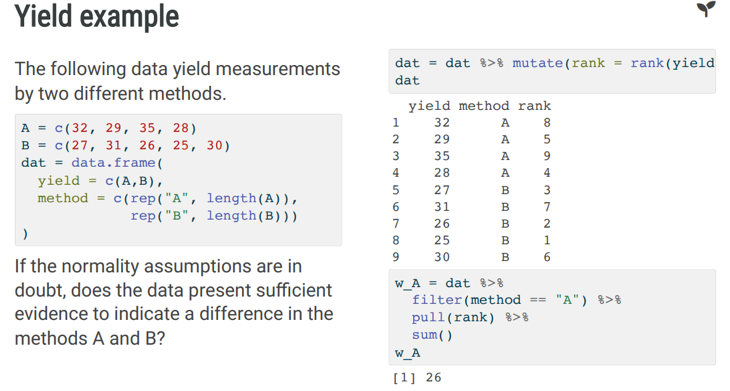 Yield example
The following data yield measurements
by two different methods.
A = c(32, 29, 35, 28)
B = c(27, 31, 26, 25, 30)
dat = data.frame(
  yield = c(A,B),
  method = c(rep("A", length(A)),
             rep("B", length(B)))
)
If the normality assumptions are in
doubt, does the data present sufficient
evidence to indicate a difference in the
methods A and B?
dat = dat %>% mutate(rank = rank(yield
dat
  yield method rank
1    32      A    8
2    29      A    5
3    35      A    9
4    28      A    4
5    27      B    3
6    31      B    7
7    26      B    2
8    25      B    1
9    30      B    6
w_A = dat %>%
  filter(method == "A") %>%
  pull(rank) %>%
  sum()
w_A
[1] 26